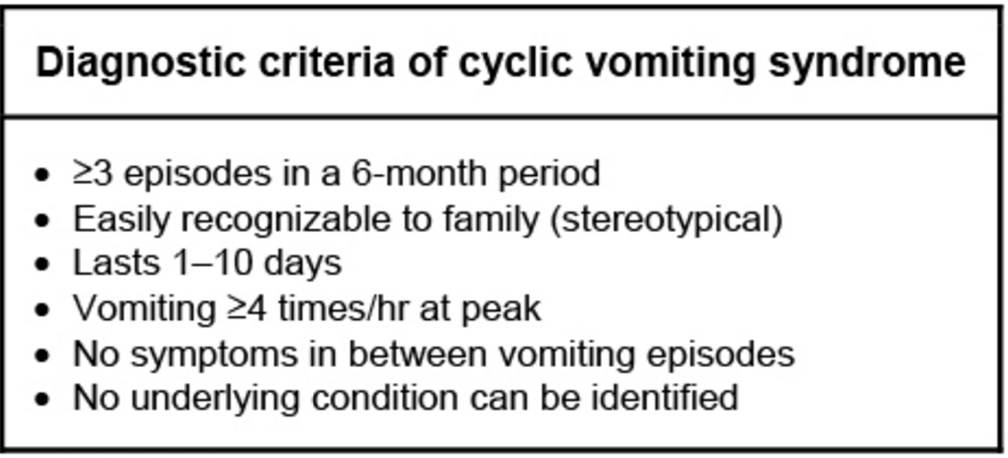 Diagnostic criteria of cyclic vomiting syndrome
• ≥3 episodes in a 6-month period
• Easily recognizable to family (stereotypical)
• Lasts 1–10 days
• Vomiting ≥4 times/hr at peak
• No symptoms in between vomiting episodes
• No underlying condition can be identified